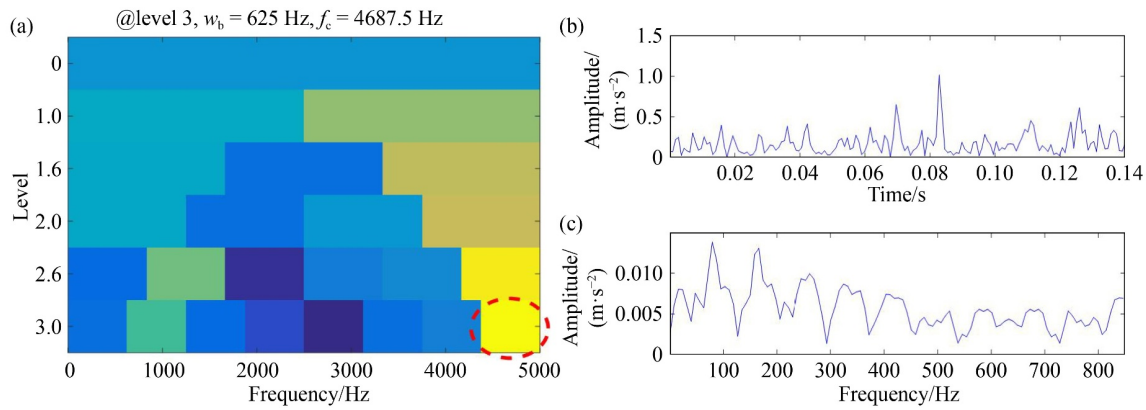 (a)
@level 3, w_b = 625 Hz, f_c = 4687.5 Hz
Level
0
1.0
1.6
2.0
2.6
3.0
0 1000 2000 3000 4000 5000
Frequency/Hz
(b)
Amplitude/
(m·s⁻²)
1.5
1.0
0.5
0
0.02 0.04 0.06 0.08 0.10 0.12 0.14
Time/s
(c)
Amplitude/
(m·s⁻²)
0.010
0.005
0
100 200 300 400 500 600 700 800
Frequency/Hz